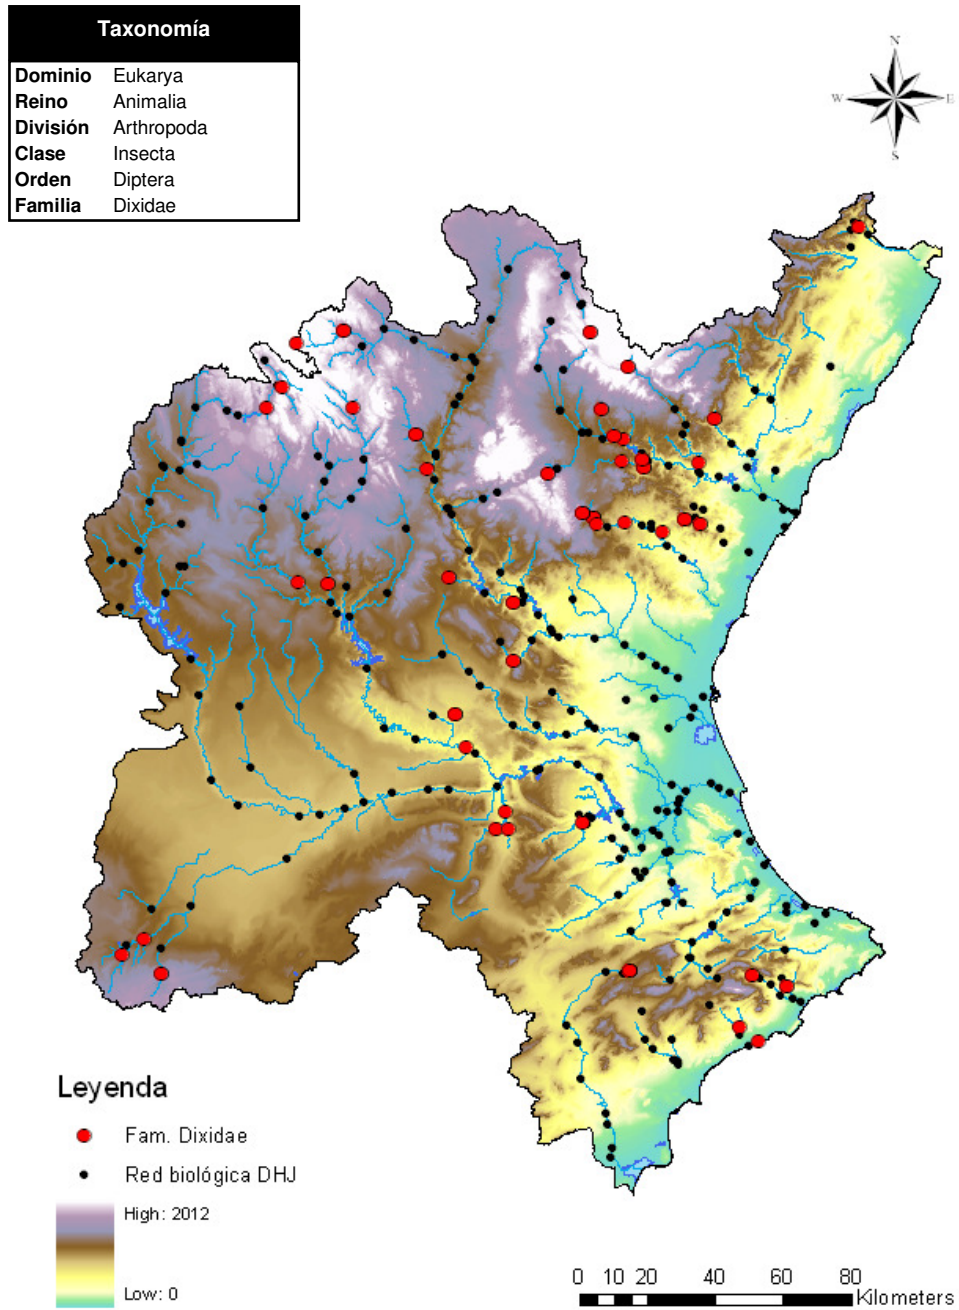 Taxonomía
Dominio Eukarya
Reino Animalia
División Arthropoda
Clase Insecta
Orden Diptera
Familia Dixidae
N
W E
S
Leyenda
Fam. Dixidae
Red biológica DHJ
High: 2012
Low: 0
0 10 20 40 60 80
Kilometers